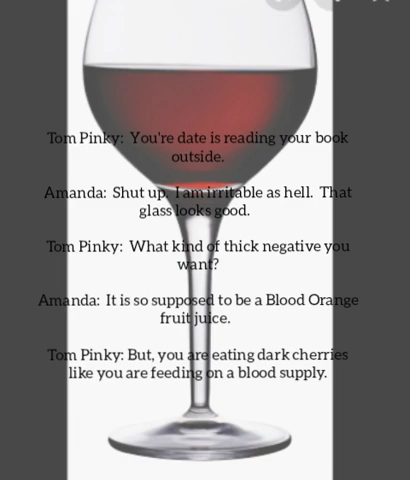 Tom Pinky:  You're date is reading your book
outside.
Amanda:  Shut up.  I am irritable as hell.  That
glass looks good.
Tom Pinky:  What kind of thick negative you
want?
Amanda:  It is so supposed to be a Blood Orange
fruit juice.
Tom Pinky: But, you are eating dark cherries
like you are feeding on a blood supply.